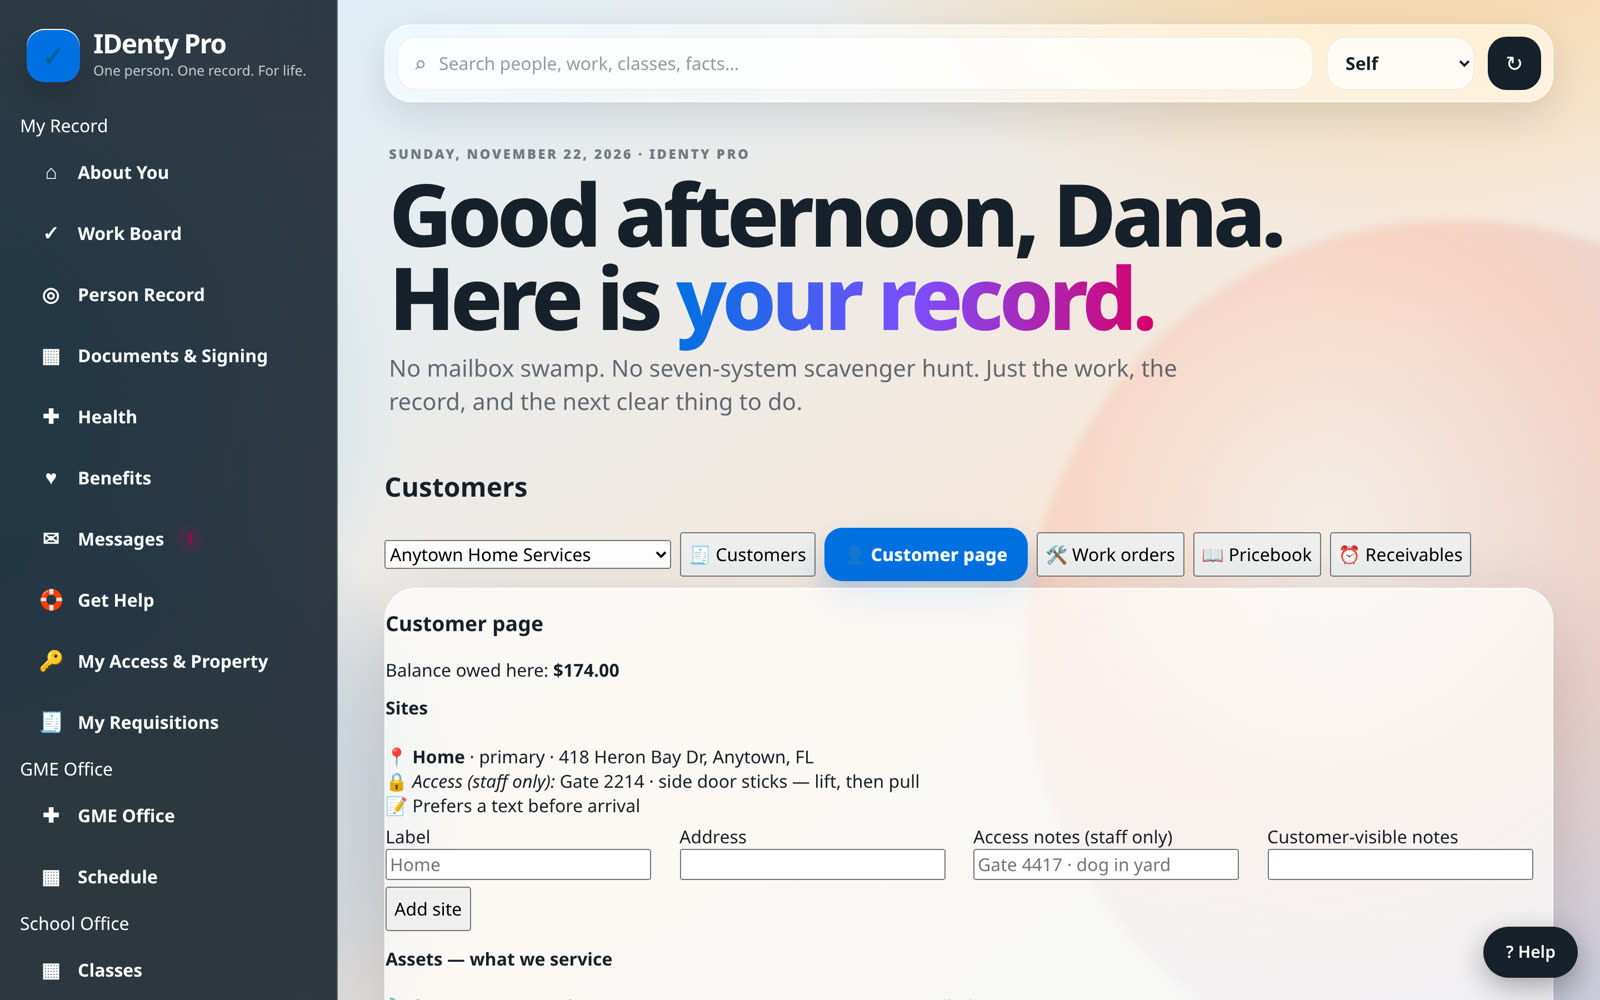 IDenty Pro
One person. One record. For life.
My Record
About You
Work Board
Person Record
Documents & Signing
Health
Benefits
Messages
Get Help
My Access & Property
My Requisitions
GME Office
GME Office
Schedule
School Office
Classes
Search people, work, classes, facts...
Self
SUNDAY, NOVEMBER 22, 2026 · IDENTY PRO
Good afternoon, Dana.
Here is your record.
No mailbox swamp. No seven-system scavenger hunt. Just the work, the
record, and the next clear thing to do.
Customers
Anytown Home Services
Customers
Customer page
Work orders
Pricebook
Receivables
Customer page
Balance owed here: $174.00
Sites
Home · primary · 418 Heron Bay Dr, Anytown, FL
Access (staff only): Gate 2214 · side door sticks — lift, then pull
Prefers a text before arrival
Label Address Access notes (staff only) Customer-visible notes
Home Gate 4417 · dog in yard
Add site
Assets — what we service
? Help